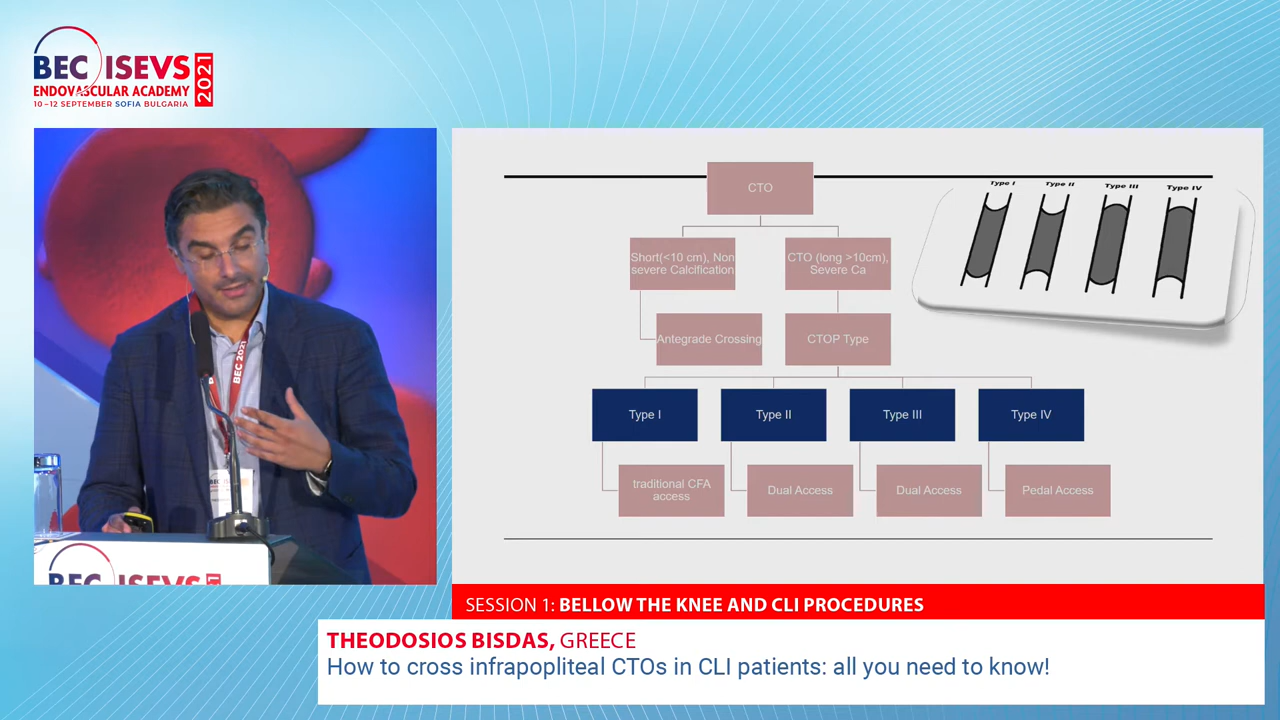 BEC ISEVS
ENDOVASCULAR ACADEMY
2021
10–12 SEPTEMBER SOFIA BULGARIA
BEC 2021
BEC ISEVS
CTO
Type I
Type II
Type III
Type IV
Short(<10 cm), Non
severe Calcification
CTO (long >10cm),
Severe Ca
Antegrade Crossing
CTOP Type
Type I
Type II
Type III
Type IV
traditional CFA
access
Dual Access
Dual Access
Pedal Access
SESSION 1: BELLOW THE KNEE AND CLI PROCEDURES
THEODOSIOS BISDAS, GREECE
How to cross infrapopliteal CTOs in CLI patients: all you need to know!